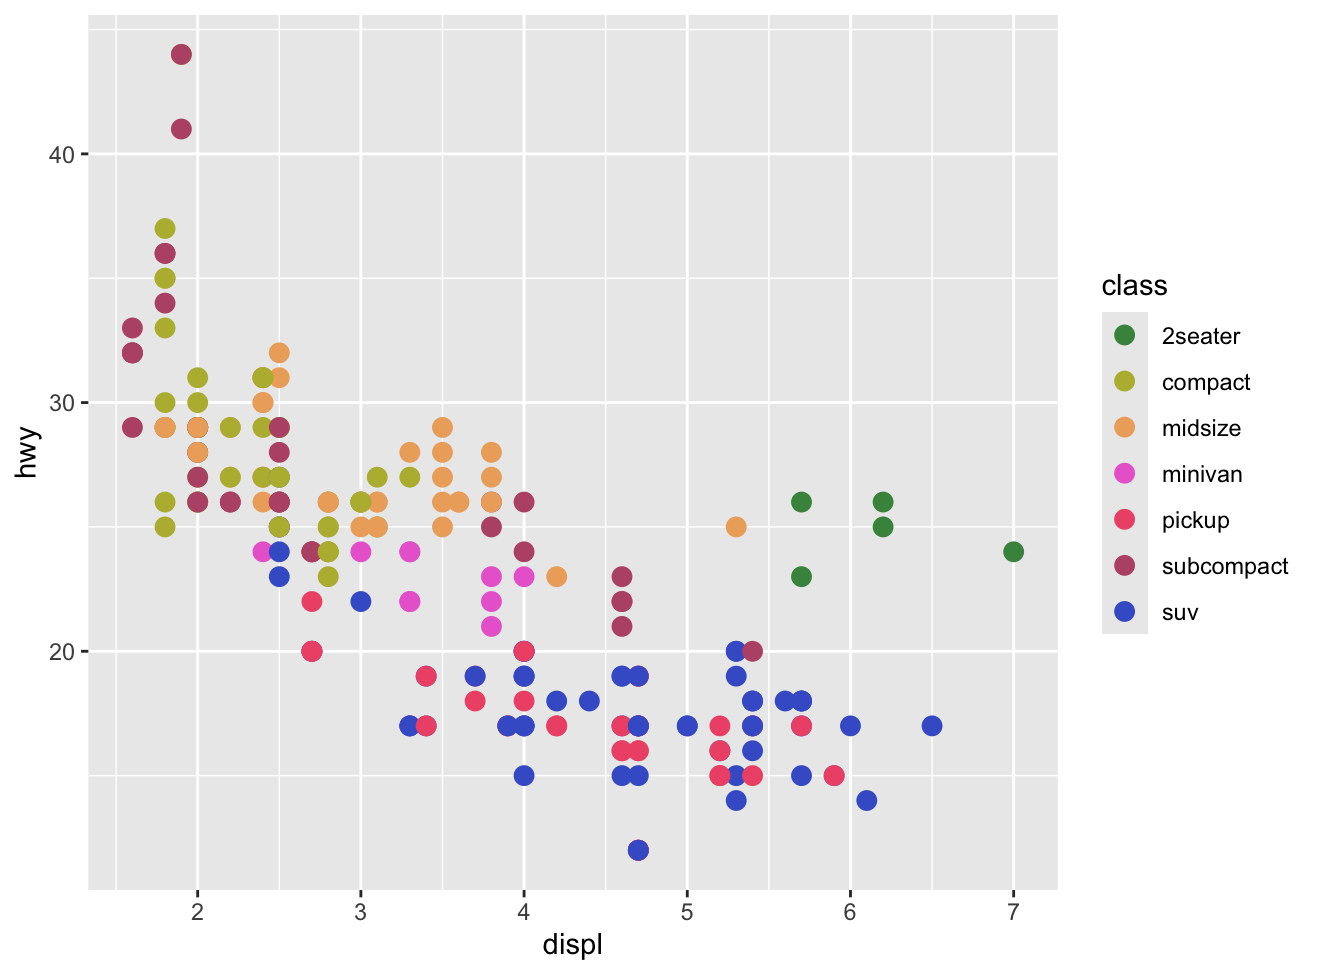 40
30
20
hwy
2
3
4
5
6
7
displ
class
2seater
compact
midsize
minivan
pickup
subcompact
suv